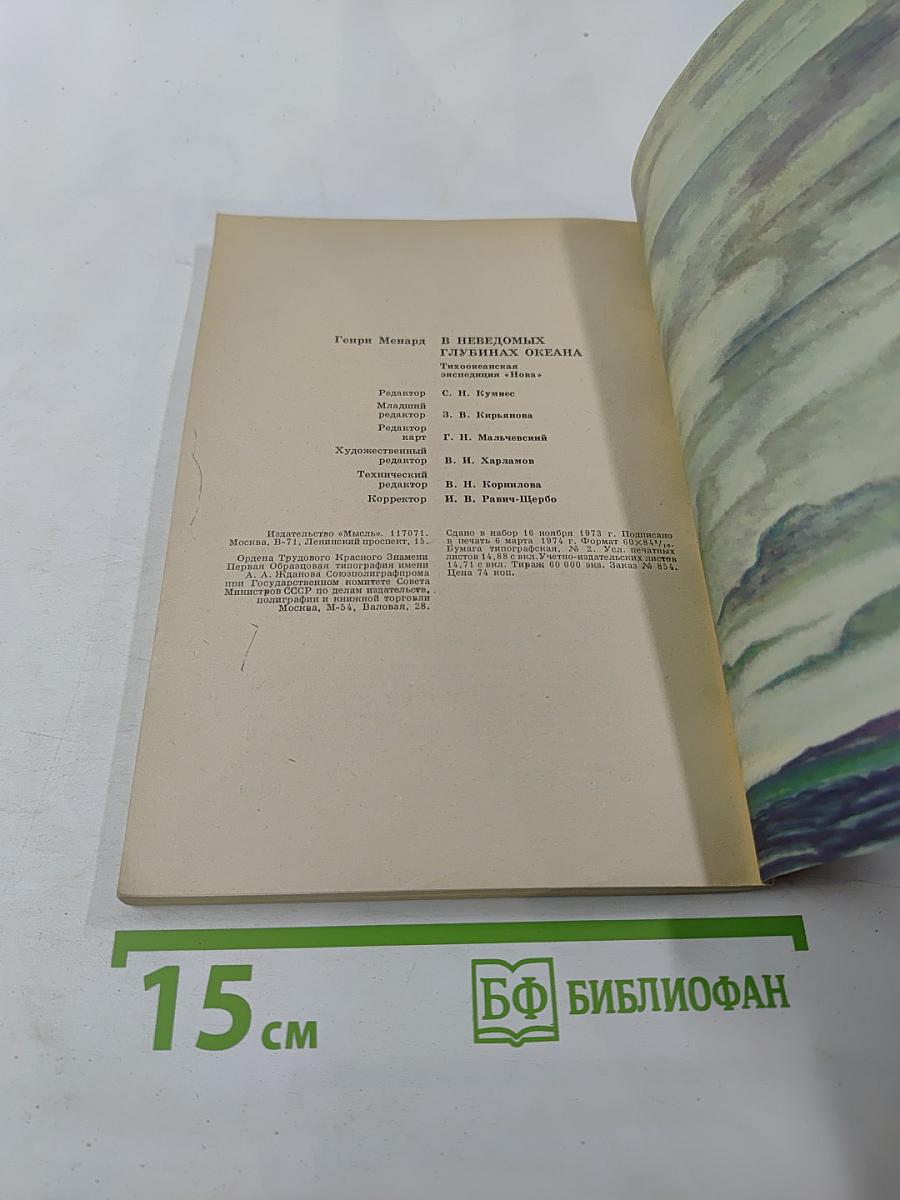 Генри Менард
В НЕВЕДОМЫХ
ГЛУБИНАХ ОКЕАНА
Тихоокеанская
экспедиция «Нова»
Редактор С. Н. Кумкес
Младший
редактор З. В. Кирьянова
Редактор
карт Г. Н. Мальчевский
Художественный
редактор В. И. Харламов
Технический
редактор В. Н. Корнилова
Корректор И. В. Равич-Щербо
Издательство «Мысль». 117071.
Москва, В-71, Ленинский проспект, 15.
Ордена Трудового Красного Знамени
Первая Образцовая типография имени
А. А. Жданова Союзполиграфпрома
при Государственном комитете Совета
Министров СССР по делам издательств,
полиграфии и книжной торговли
Москва, М-54, Валовая, 28.
Сдано в набор 16 ноября 1973 г. Подписано
в печать 6 марта 1974 г. Формат 60×84¹/₁₆.
Бумага типографская, № 2. Усл. печатных
листов 14,88 с вкл. Учетно-издательских листов
14,71 с вкл. Тираж 60 000 экз. Заказ № 854.
Цена 74 коп.
15 см
БФ БИБЛИОФАН